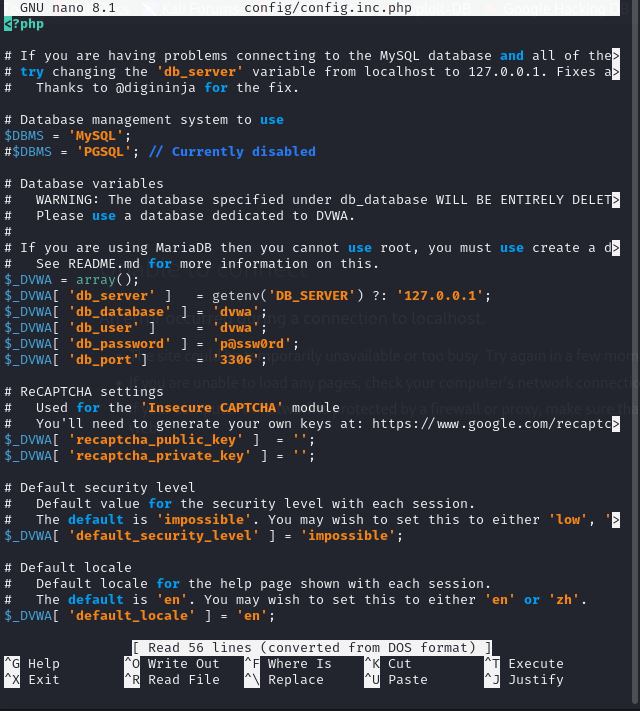 GNU nano 8.1 config/config.inc.php
<?php
# If you are having problems connecting to the MySQL database and all of the>
# try changing the 'db_server' variable from localhost to 127.0.0.1. Fixes a>
#   Thanks to @digininja for the fix.
# Database management system to use
$DBMS = 'MySQL';
#$DBMS = 'PGSQL'; // Currently disabled
# Database variables
#   WARNING: The database specified under db_database WILL BE ENTIRELY DELET>
#   Please use a database dedicated to DVWA.
#
# If you are using MariaDB then you cannot use root, you must use create a d>
#   See README.md for more information on this.
$_DVWA = array();
$_DVWA[ 'db_server' ]   = getenv('DB_SERVER') ?: '127.0.0.1';
$_DVWA[ 'db_database' ] = 'dvwa';
$_DVWA[ 'db_user' ]     = 'dvwa';
$_DVWA[ 'db_password' ] = 'p@ssw0rd';
$_DVWA[ 'db_port']      = '3306';
# ReCAPTCHA settings
#   Used for the 'Insecure CAPTCHA' module
#   You'll need to generate your own keys at: https://www.google.com/recaptc>
$_DVWA[ 'recaptcha_public_key' ]  = '';
$_DVWA[ 'recaptcha_private_key' ] = '';
# Default security level
#   Default value for the security level with each session.
#   The default is 'impossible'. You may wish to set this to either 'low', '>
$_DVWA[ 'default_security_level' ] = 'impossible';
# Default locale
#   Default locale for the help page shown with each session.
#   The default is 'en'. You may wish to set this to either 'en' or 'zh'.
$_DVWA[ 'default_locale' ] = 'en';
[ Read 56 lines (converted from DOS format) ]
^G Help ^O Write Out ^F Where Is ^K Cut ^T Execute
^X Exit ^R Read File ^\ Replace ^U Paste ^J Justify